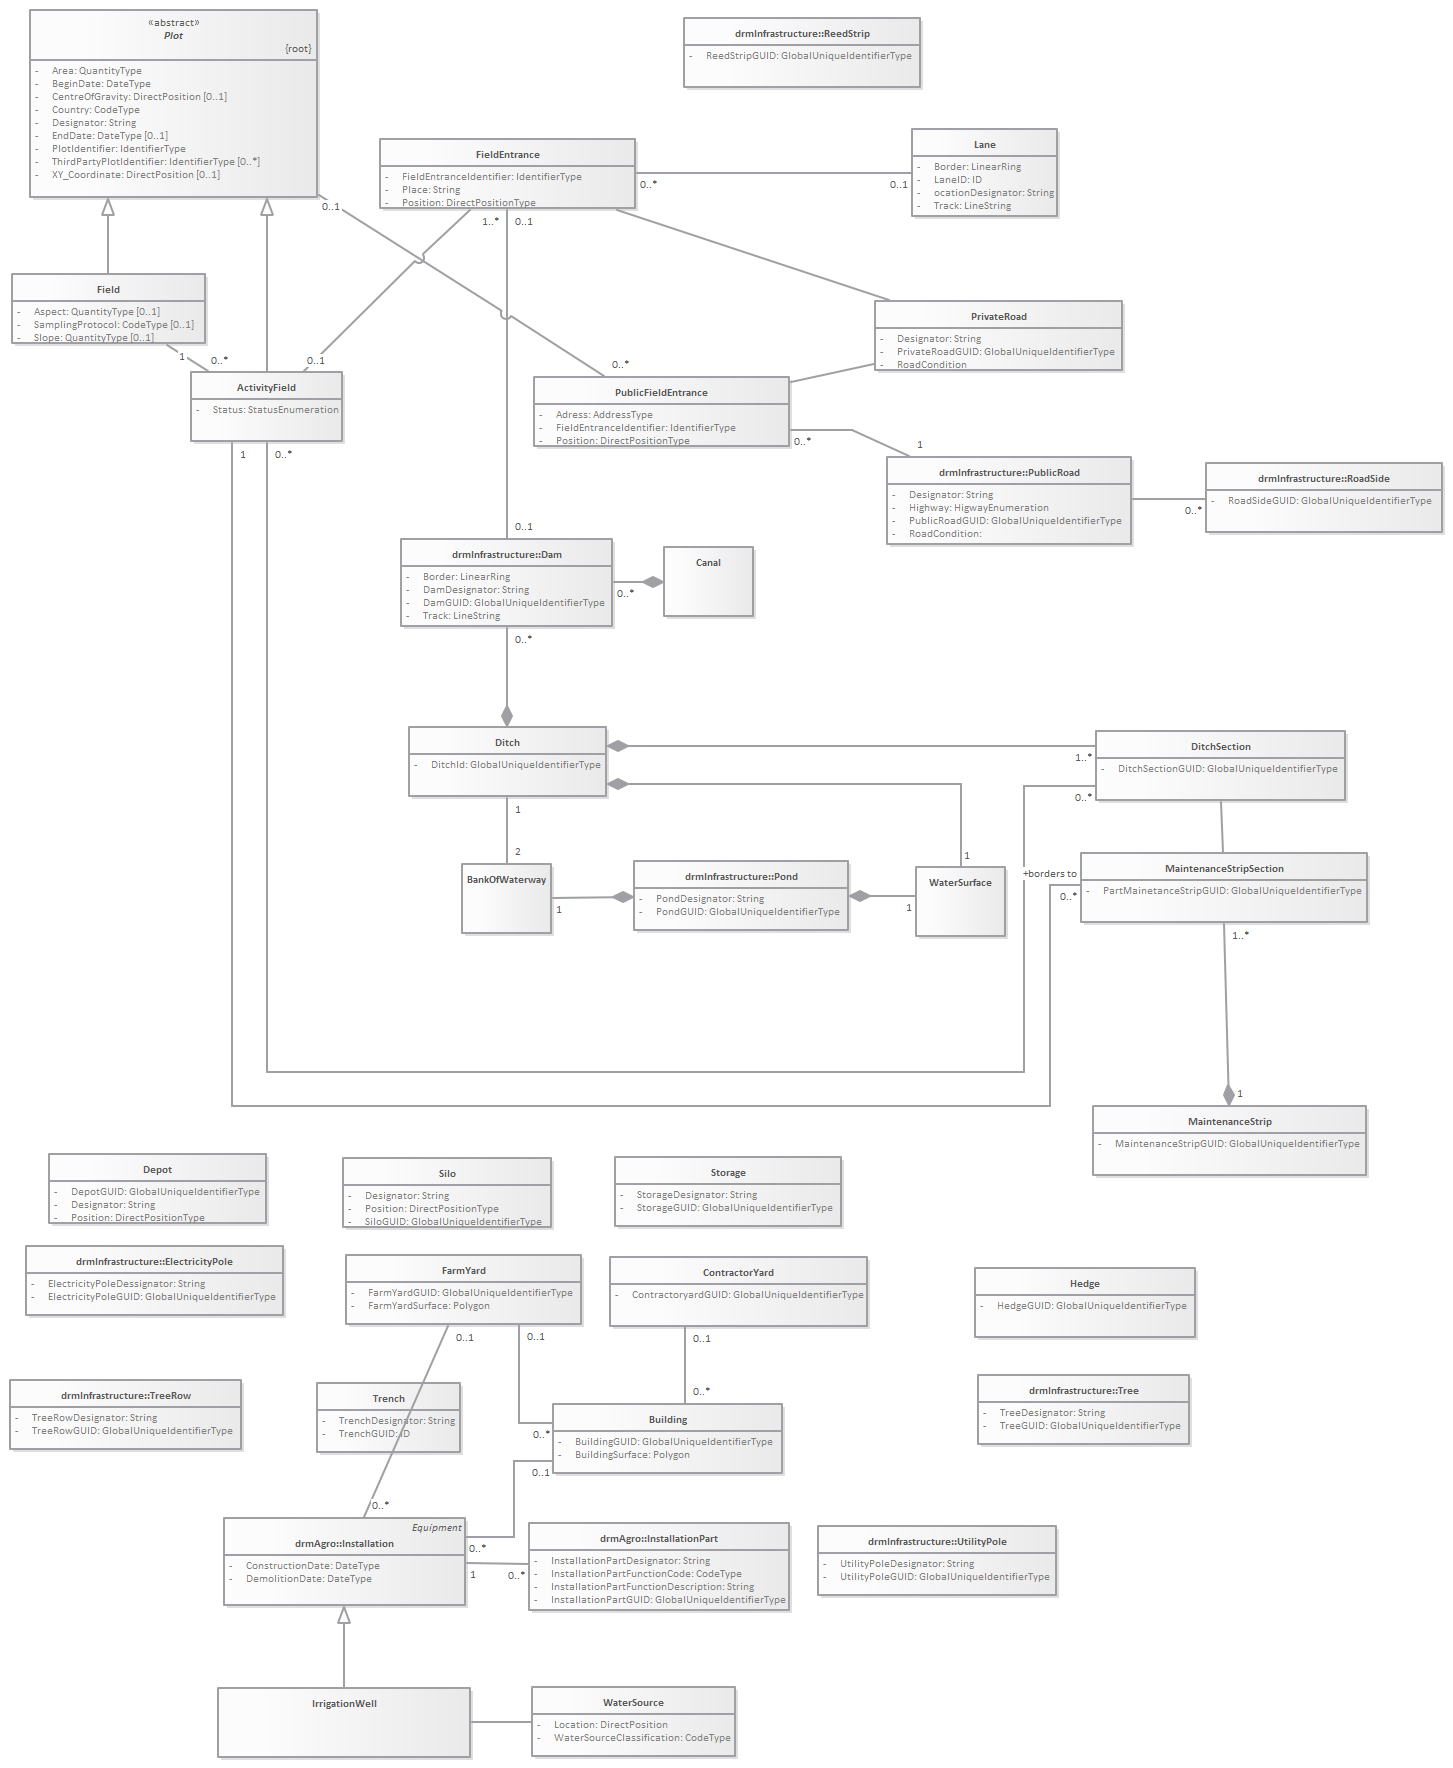 «abstract»
Plot
{root}
- Area: QuantityType
- BeginDate: DateType
- CentreOfGravity: DirectPosition [0..1]
- Country: CodeType
- Designator: String
- EndDate: DateType [0..1]
- PlotIdentifier: IdentifierType
- ThirdPartyPlotIdentifier: IdentifierType [0..*]
- XY_Coordinate: DirectPosition [0..1]
drmInfrastructure::ReedStrip
- ReedStripGUID: GlobalUniqueIdentifierType
FieldEntrance
- FieldEntranceIdentifier: IdentifierType
- Place: String
- Position: DirectPositionType
0..*
0..1
Lane
- Border: LinearRing
- LaneID: ID
- ocationDesignator: String
- Track: LineString
0..1
1..*
0..1
Field
- Aspect: QuantityType [0..1]
- SamplingProtocol: CodeType [0..1]
- Slope: QuantityType [0..1]
1
0..*
0..1
0..*
PrivateRoad
- Designator: String
- PrivateRoadGUID: GlobalUniqueIdentifierType
- RoadCondition
ActivityField
- Status: StatusEnumeration
1
0..*
PublicFieldEntrance
- Adress: AddressType
- FieldEntranceIdentifier: IdentifierType
- Position: DirectPositionType
0..*
1
drmInfrastructure::PublicRoad
- Designator: String
- Highway: HigwayEnumeration
- PublicRoadGUID: GlobalUniqueIdentifierType
- RoadCondition:
0..*
drmInfrastructure::RoadSide
- RoadSideGUID: GlobalUniqueIdentifierType
0..1
drmInfrastructure::Dam
- Border: LinearRing
- DamDesignator: String
- DamGUID: GlobalUniqueIdentifierType
- Track: LineString
0..*
0..*
Canal
Ditch
- DitchId: GlobalUniqueIdentifierType
1
2
1..*
0..*
DitchSection
- DitchSectionGUID: GlobalUniqueIdentifierType
BankOfWaterway
1
drmInfrastructure::Pond
- PondDesignator: String
- PondGUID: GlobalUniqueIdentifierType
1
1
WaterSurface
+borders to
0..*
MaintenanceStripSection
- PartMainetanceStripGUID: GlobalUniqueIdentifierType
1..*
1
MaintenanceStrip
- MaintenanceStripGUID: GlobalUniqueIdentifierType
Depot
- DepotGUID: GlobalUniqueIdentifierType
- Designator: String
- Position: DirectPositionType
Silo
- Designator: String
- Position: DirectPositionType
- SiloGUID: GlobalUniqueIdentifierType
Storage
- StorageDesignator: String
- StorageGUID: GlobalUniqueIdentifierType
drmInfrastructure::ElectricityPole
- ElectricityPoleDessignator: String
- ElectricityPoleGUID: GlobalUniqueIdentifierType
FarmYard
- FarmYardGUID: GlobalUniqueIdentifierType
- FarmYardSurface: Polygon
0..1
0..1
ContractorYard
- ContractoryardGUID: GlobalUniqueIdentifierType
0..1
0..*
Hedge
- HedgeGUID: GlobalUniqueIdentifierType
drmInfrastructure::TreeRow
- TreeRowDesignator: String
- TreeRowGUID: GlobalUniqueIdentifierType
Trench
- TrenchDesignator: String
- TrenchGUID: ID
Building
- BuildingGUID: GlobalUniqueIdentifierType
- BuildingSurface: Polygon
0..*
0..1
drmInfrastructure::Tree
- TreeDesignator: String
- TreeGUID: GlobalUniqueIdentifierType
0..*
Equipment
drmAgro::Installation
- ConstructionDate: DateType
- DemolitionDate: DateType
0..*
1
0..*
drmAgro::InstallationPart
- InstallationPartDesignator: String
- InstallationPartFunctionCode: CodeType
- InstallationPartFunctionDescription: String
- InstallationPartGUID: GlobalUniqueIdentifierType
drmInfrastructure::UtilityPole
- UtilityPoleDesignator: String
- UtilityPoleGUID: GlobalUniqueIdentifierType
IrrigationWell
WaterSource
- Location: DirectPosition
- WaterSourceClassification: CodeType